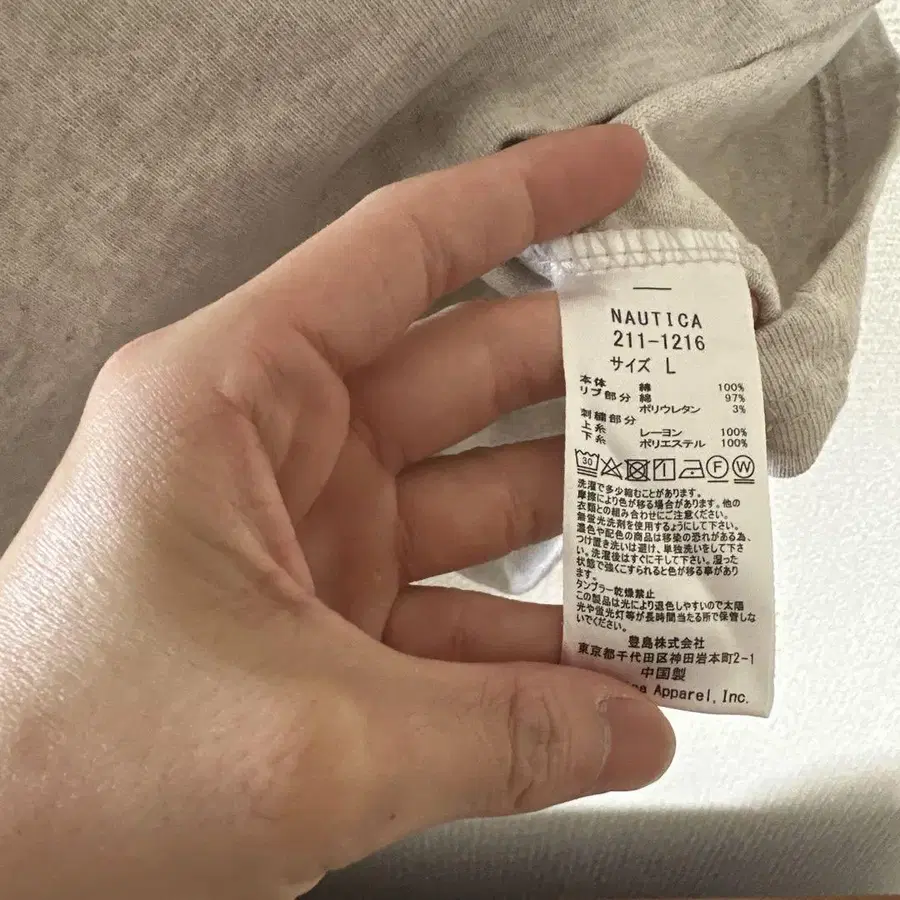 NAUTICA
211-1216
サイズ L
本体 綿 100%
リブ部分 綿 97%
ポリウレタン 3%
刺繍部分
上糸 レーヨン 100%
下糸 ポリエステル 100%
30 F W
洗濯で多少縮むことがあります。
摩擦により色が移る場合があります。他の
衣類との組み合わせにご注意ください。
無蛍光洗剤を使用するようにして下さい。
濃色や配色の商品は移染の恐れがある為、
つけ置き洗いは避け、単独洗いをして下さ
い。洗濯後はすぐに干して下さい。湿った
状態で強くこすられると色が移る事があり
ます。
タンブラー乾燥禁止
この製品は光により退色しやすいので太陽
光や蛍光灯等が長時間当たる所で保管しな
いでください。
豊島株式会社
東京都千代田区神田岩本町2-1
中国製
Apparel, Inc.